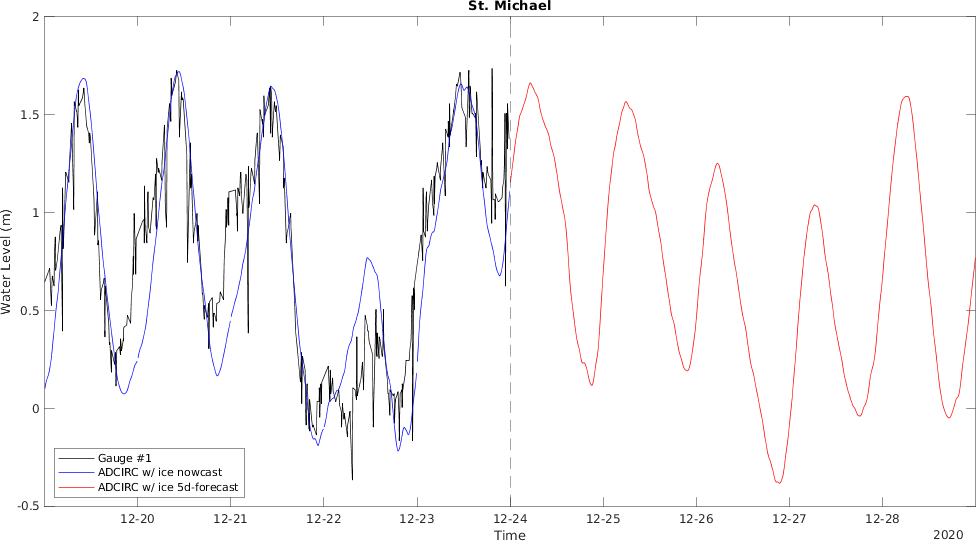 St. Michael
2
1.5
1
0.5
0
-0.5
Water Level (m)
Gauge #1
ADCIRC w/ ice nowcast
ADCIRC w/ ice 5d-forecast
12-20 12-21 12-22 12-23 12-24 12-25 12-26 12-27 12-28
Time
2020